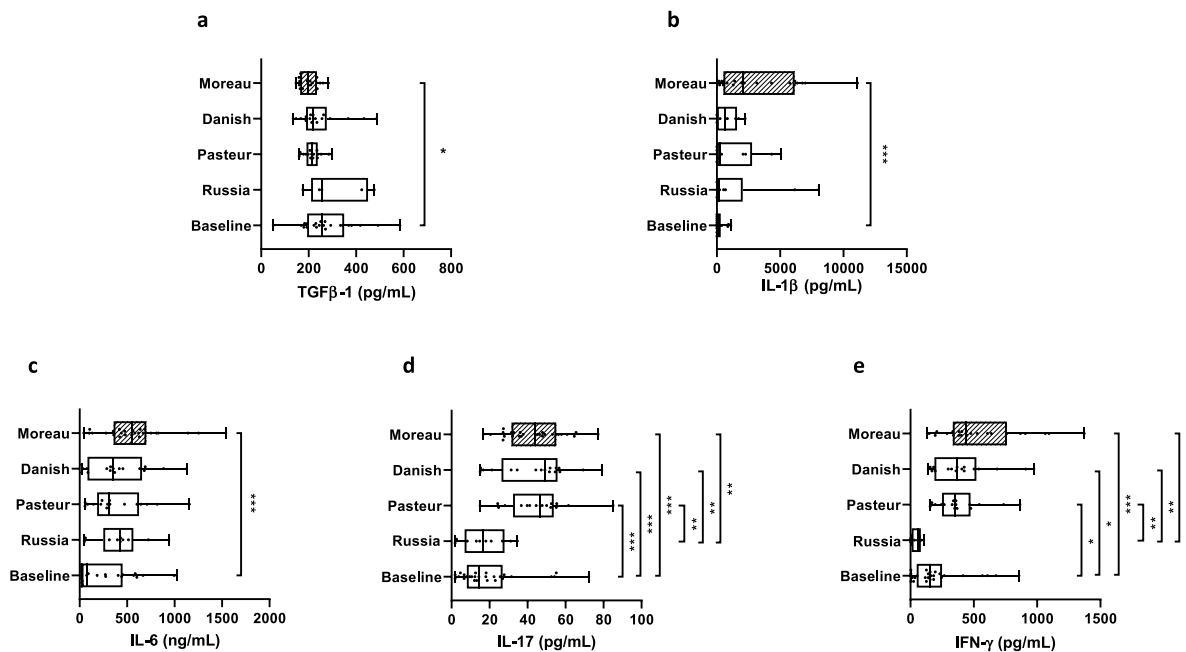 a
Moreau
Danish
Pasteur
Russia
Baseline
*
0 200 400 600 800
TGFβ-1 (pg/mL)
b
Moreau
Danish
Pasteur
Russia
Baseline
***
0 5000 10000 15000
IL-1β (pg/mL)
c
Moreau
Danish
Pasteur
Russia
Baseline
***
0 500 1000 1500 2000
IL-6 (ng/mL)
d
Moreau
Danish
Pasteur
Russia
Baseline
*** *** *** ** ** **
0 20 40 60 80 100
IL-17 (pg/mL)
e
Moreau
Danish
Pasteur
Russia
Baseline
* * *** ** ** **
0 500 1000 1500
IFN-γ (pg/mL)